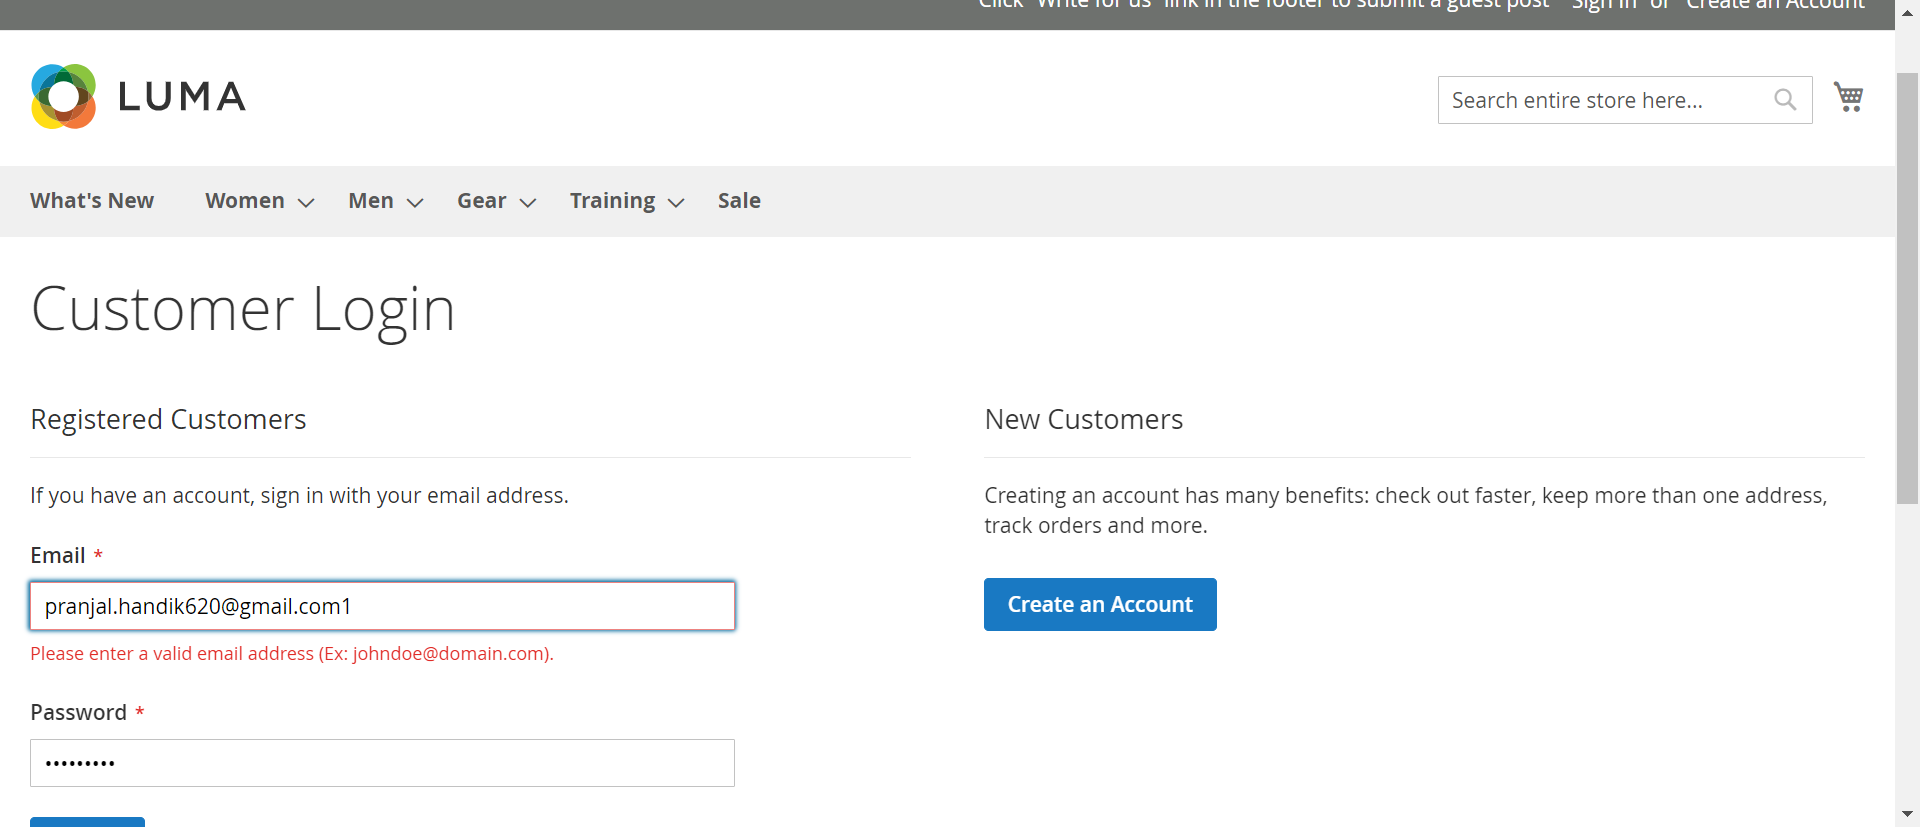 Click "Write for us" link in the footer to submit a guest post Sign In or Create an Account
LUMA
Search entire store here...
What's New Women Men Gear Training Sale
Customer Login
Registered Customers
If you have an account, sign in with your email address.
Email *
pranjal.handik620@gmail.com1
Please enter a valid email address (Ex: johndoe@domain.com).
Password *
•••••••••
New Customers
Creating an account has many benefits: check out faster, keep more than one address,
track orders and more.
Create an Account